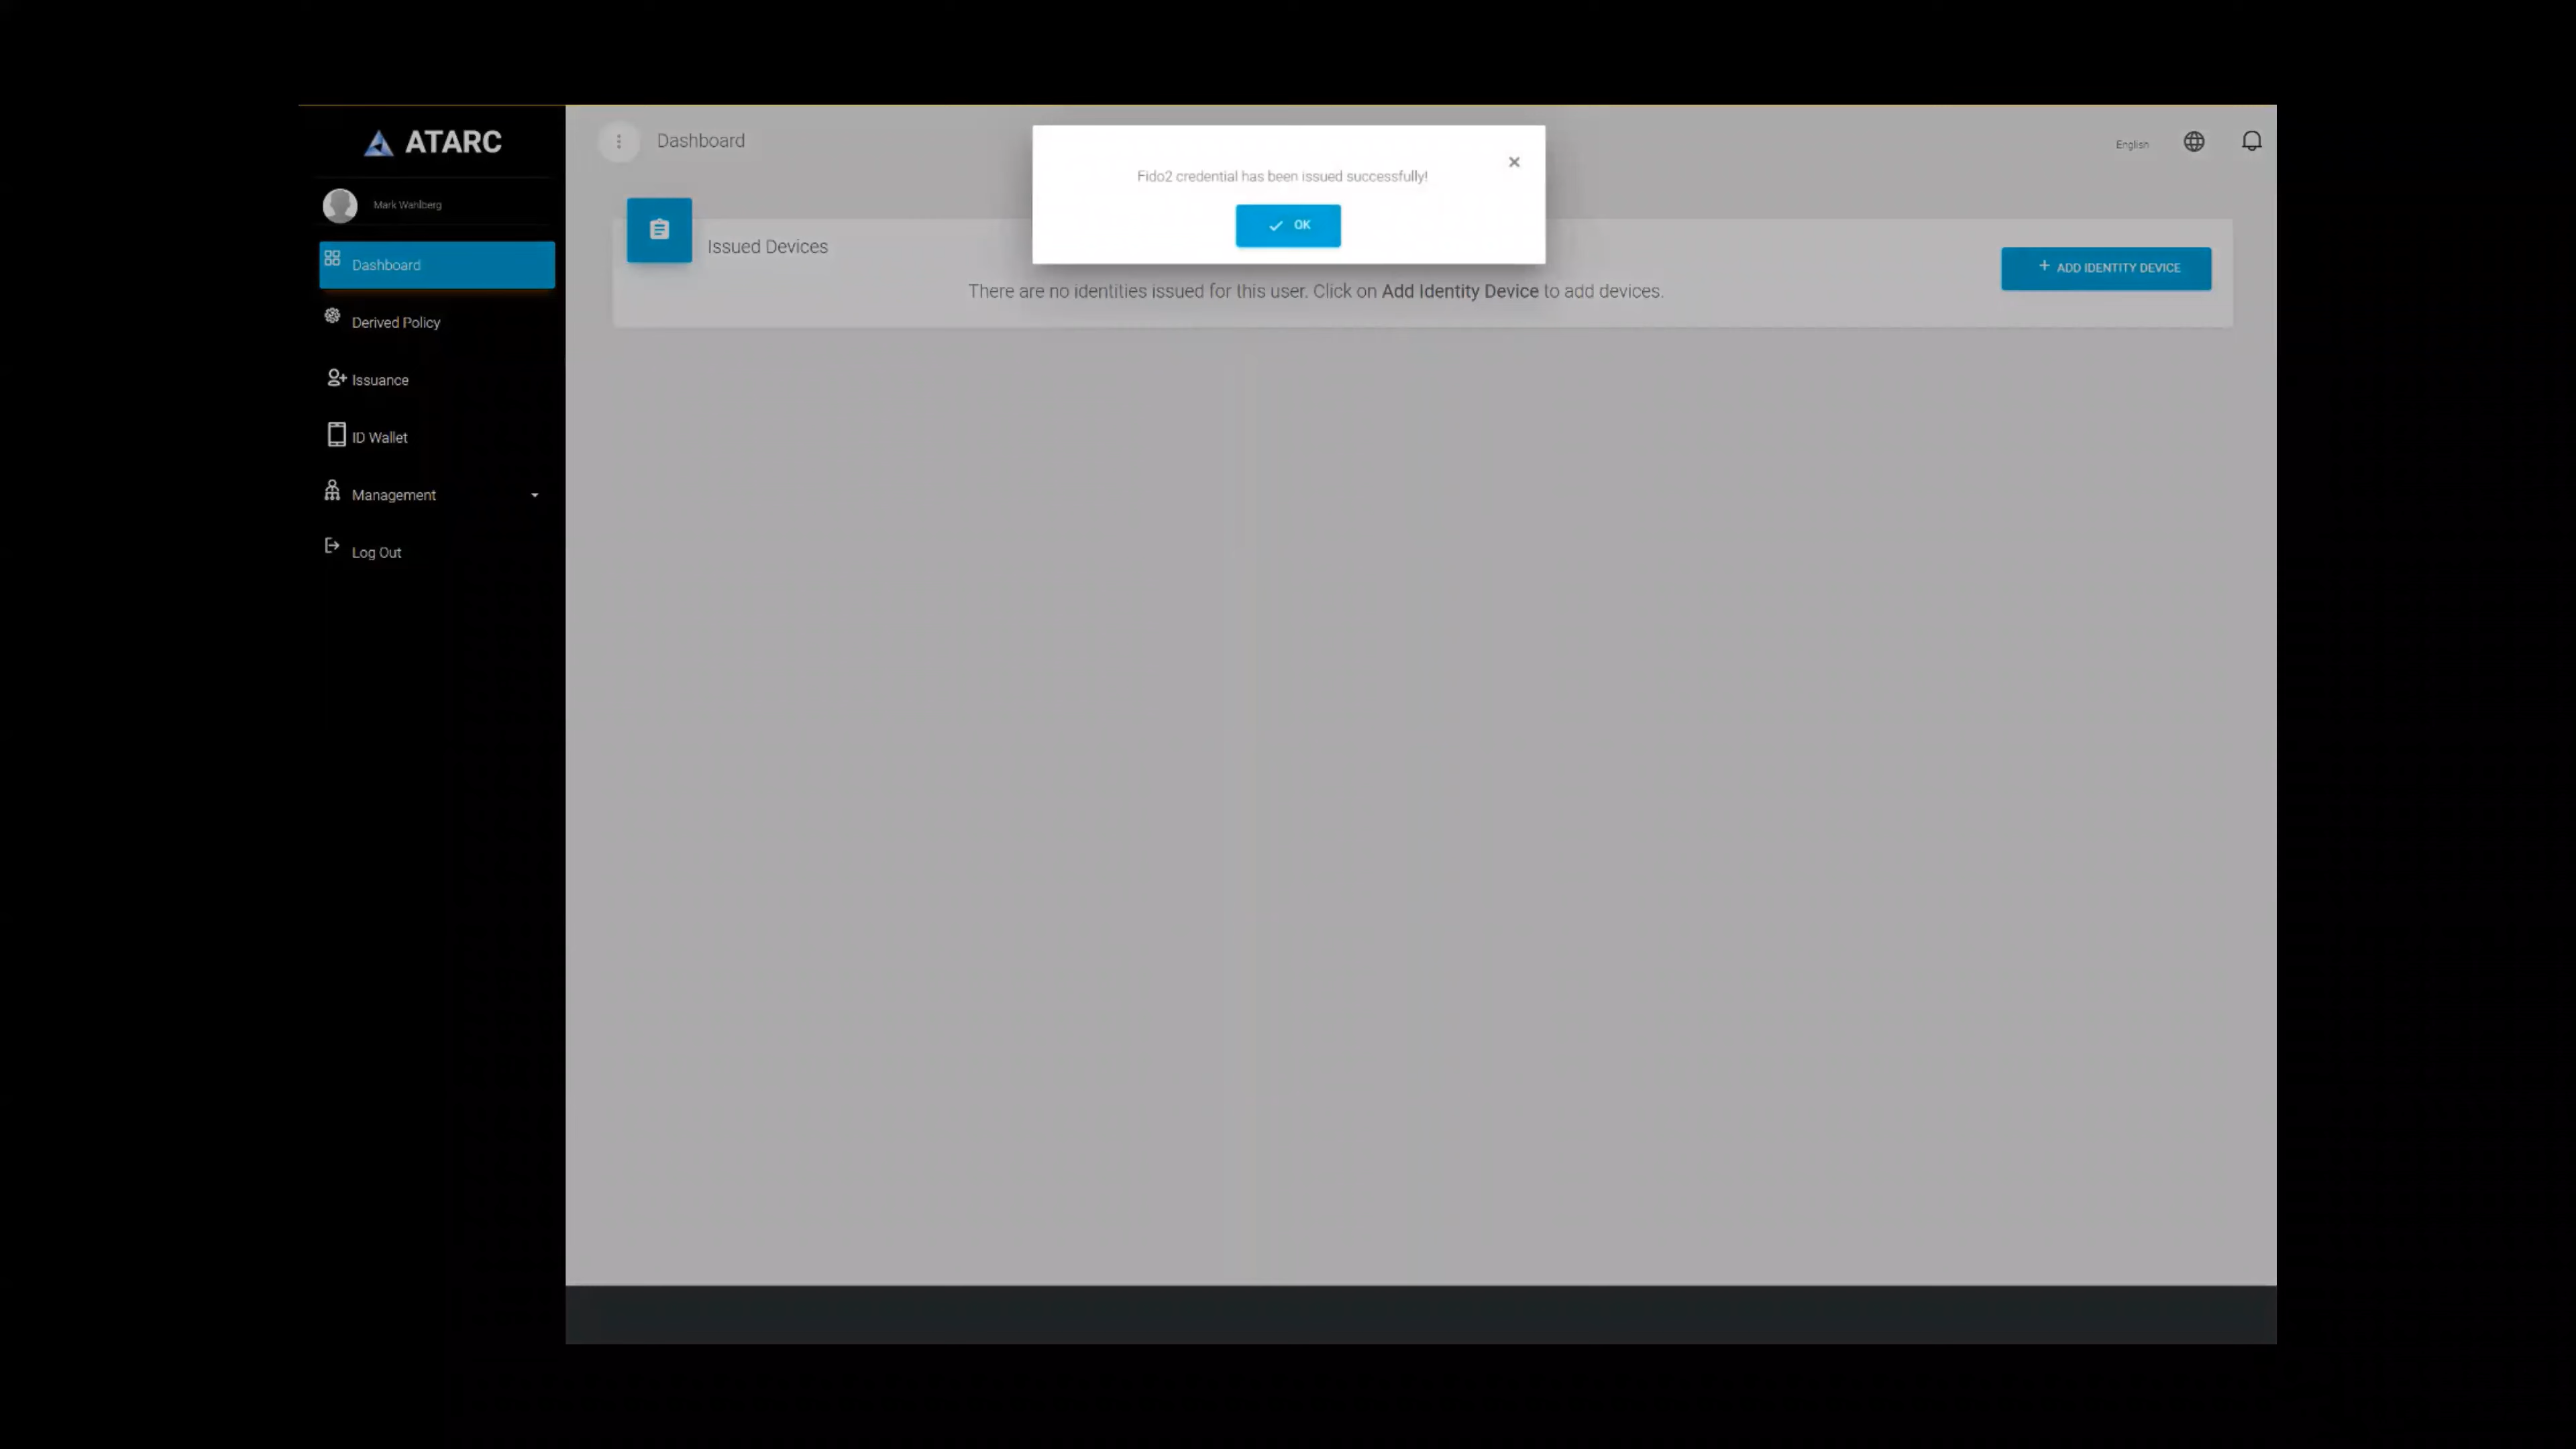 ATARC
Mark Wahlberg
Dashboard
Derived Policy
Issuance
ID Wallet
Management
Log Out
Dashboard
English
Fido2 credential has been issued successfully!
OK
Issued Devices
ADD IDENTITY DEVICE
There are no identities issued for this user. Click on Add Identity Device to add devices.